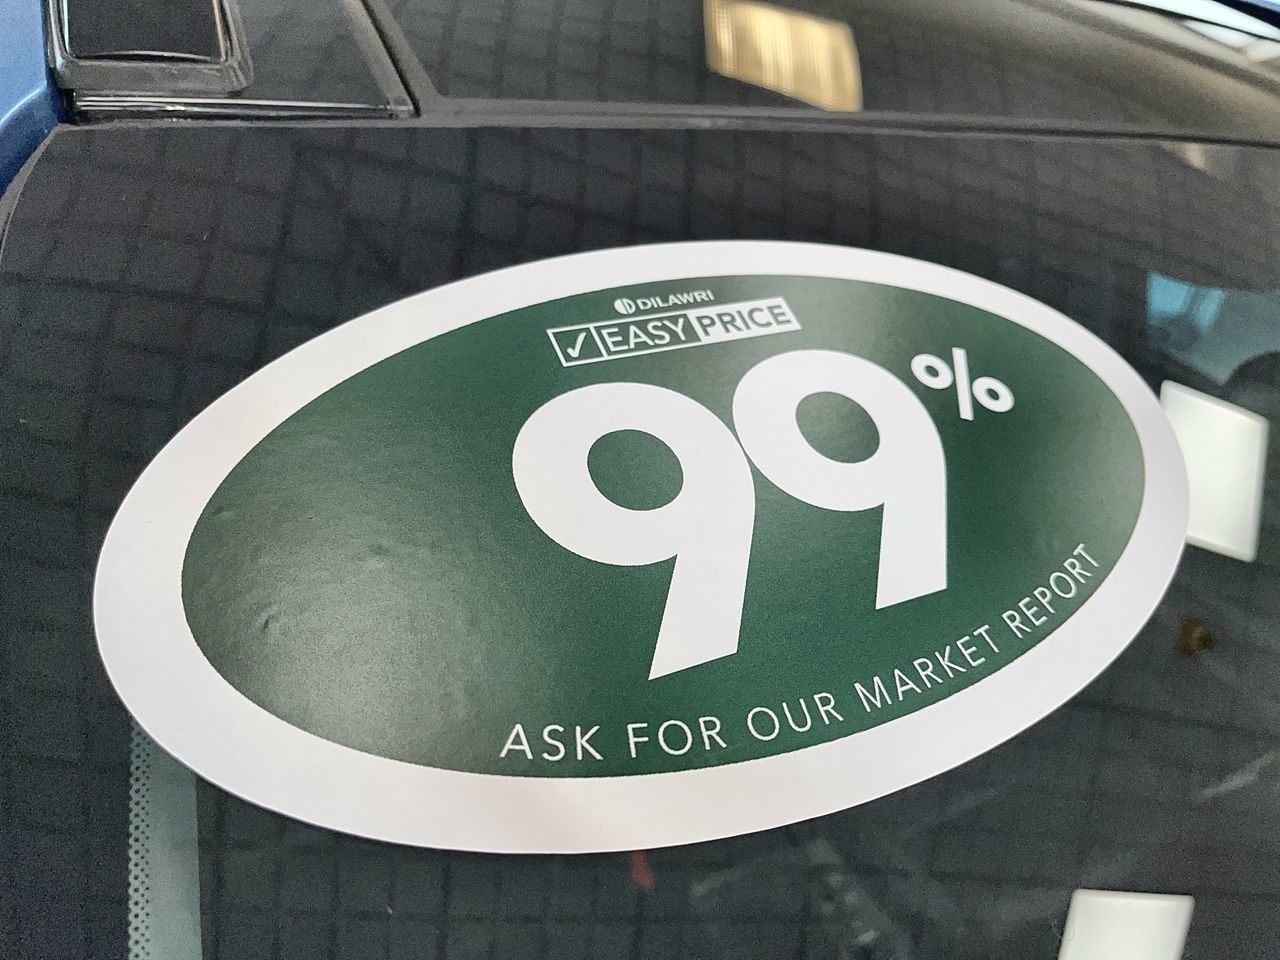 DILAWRI
✓ EASY PRICE
99%
ASK FOR OUR MARKET REPORT